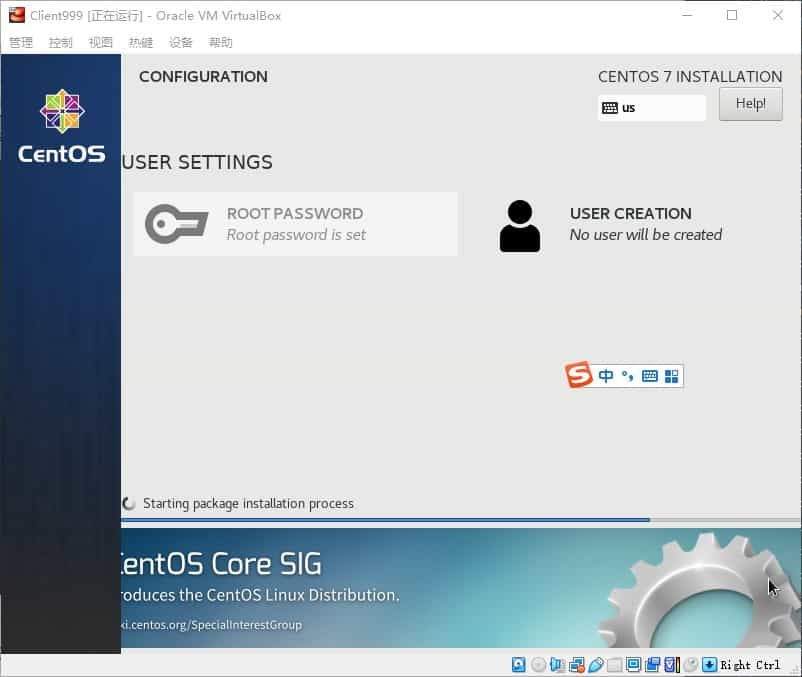 Client999 [正在运行] - Oracle VM VirtualBox
管理 控制 视图 热键 设备 帮助
CONFIGURATION
CENTOS 7 INSTALLATION
us
Help!
CentOS
USER SETTINGS
ROOT PASSWORD
Root password is set
USER CREATION
No user will be created
S 中 °,
Starting package installation process
CentOS Core SIG
roduces the CentOS Linux Distribution.
ki.centos.org/SpecialInterestGroup
Right Ctrl